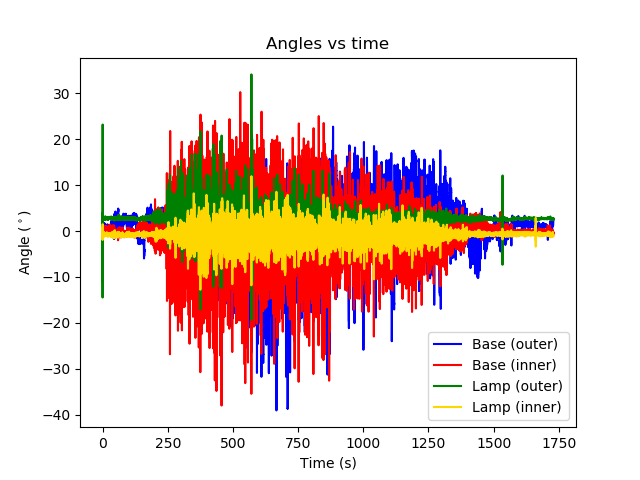 Angles vs time
Angle (°)
30
20
10
0
−10
−20
−30
−40
0
250
500
750
1000
1250
1500
1750
Time (s)
Base (outer)
Base (inner)
Lamp (outer)
Lamp (inner)